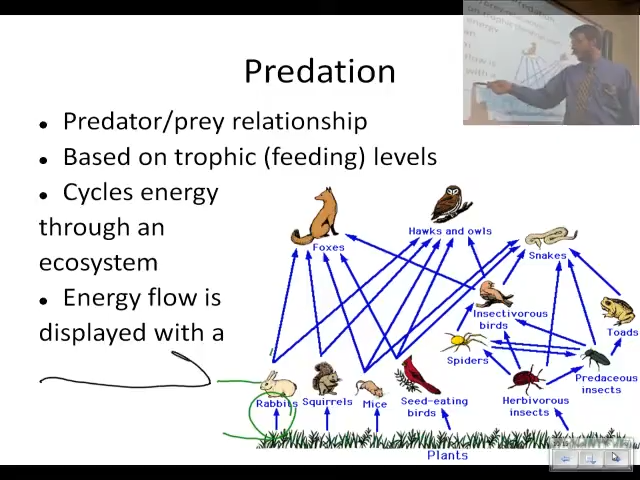 Predation
• Predator/prey relationship
• Based on trophic (feeding) levels
• Cycles energy
through an
ecosystem
• Energy flow is
displayed with a
Foxes
Hawks and owls
Snakes
Insectivorous
birds
Toads
Spiders
Predaceous
insects
Rabbits
Squirrels
Mice
Seed-eating
birds
Herbivorous
insects
Plants